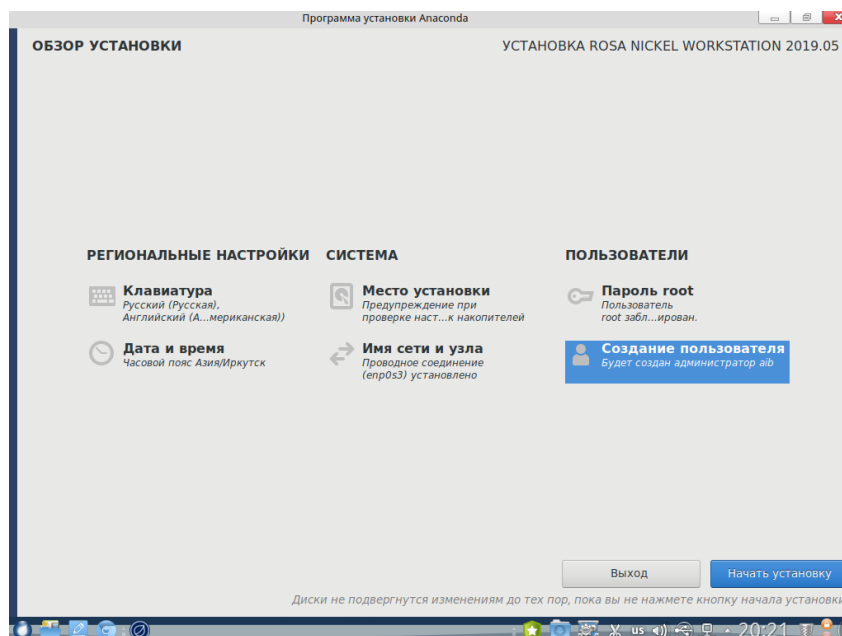 Программа установки Anaconda
ОБЗОР УСТАНОВКИ
УСТАНОВКА ROSA NICKEL WORKSTATION 2019.05
РЕГИОНАЛЬНЫЕ НАСТРОЙКИ
Клавиатура
Русский (Русская),
Английский (А...мериканская))
Дата и время
Часовой пояс Азия/Иркутск
СИСТЕМА
Место установки
Предупреждение при
проверке наст...к накопителей
Имя сети и узла
Проводное соединение
(enp0s3) установлено
ПОЛЬЗОВАТЕЛИ
Пароль root
Пользователь
root забл...ирован.
Создание пользователя
Будет создан администратор aib
Выход
Начать установку
Диски не подвергнутся изменениям до тех пор, пока вы не нажмете кнопку начала установки
us
20:21